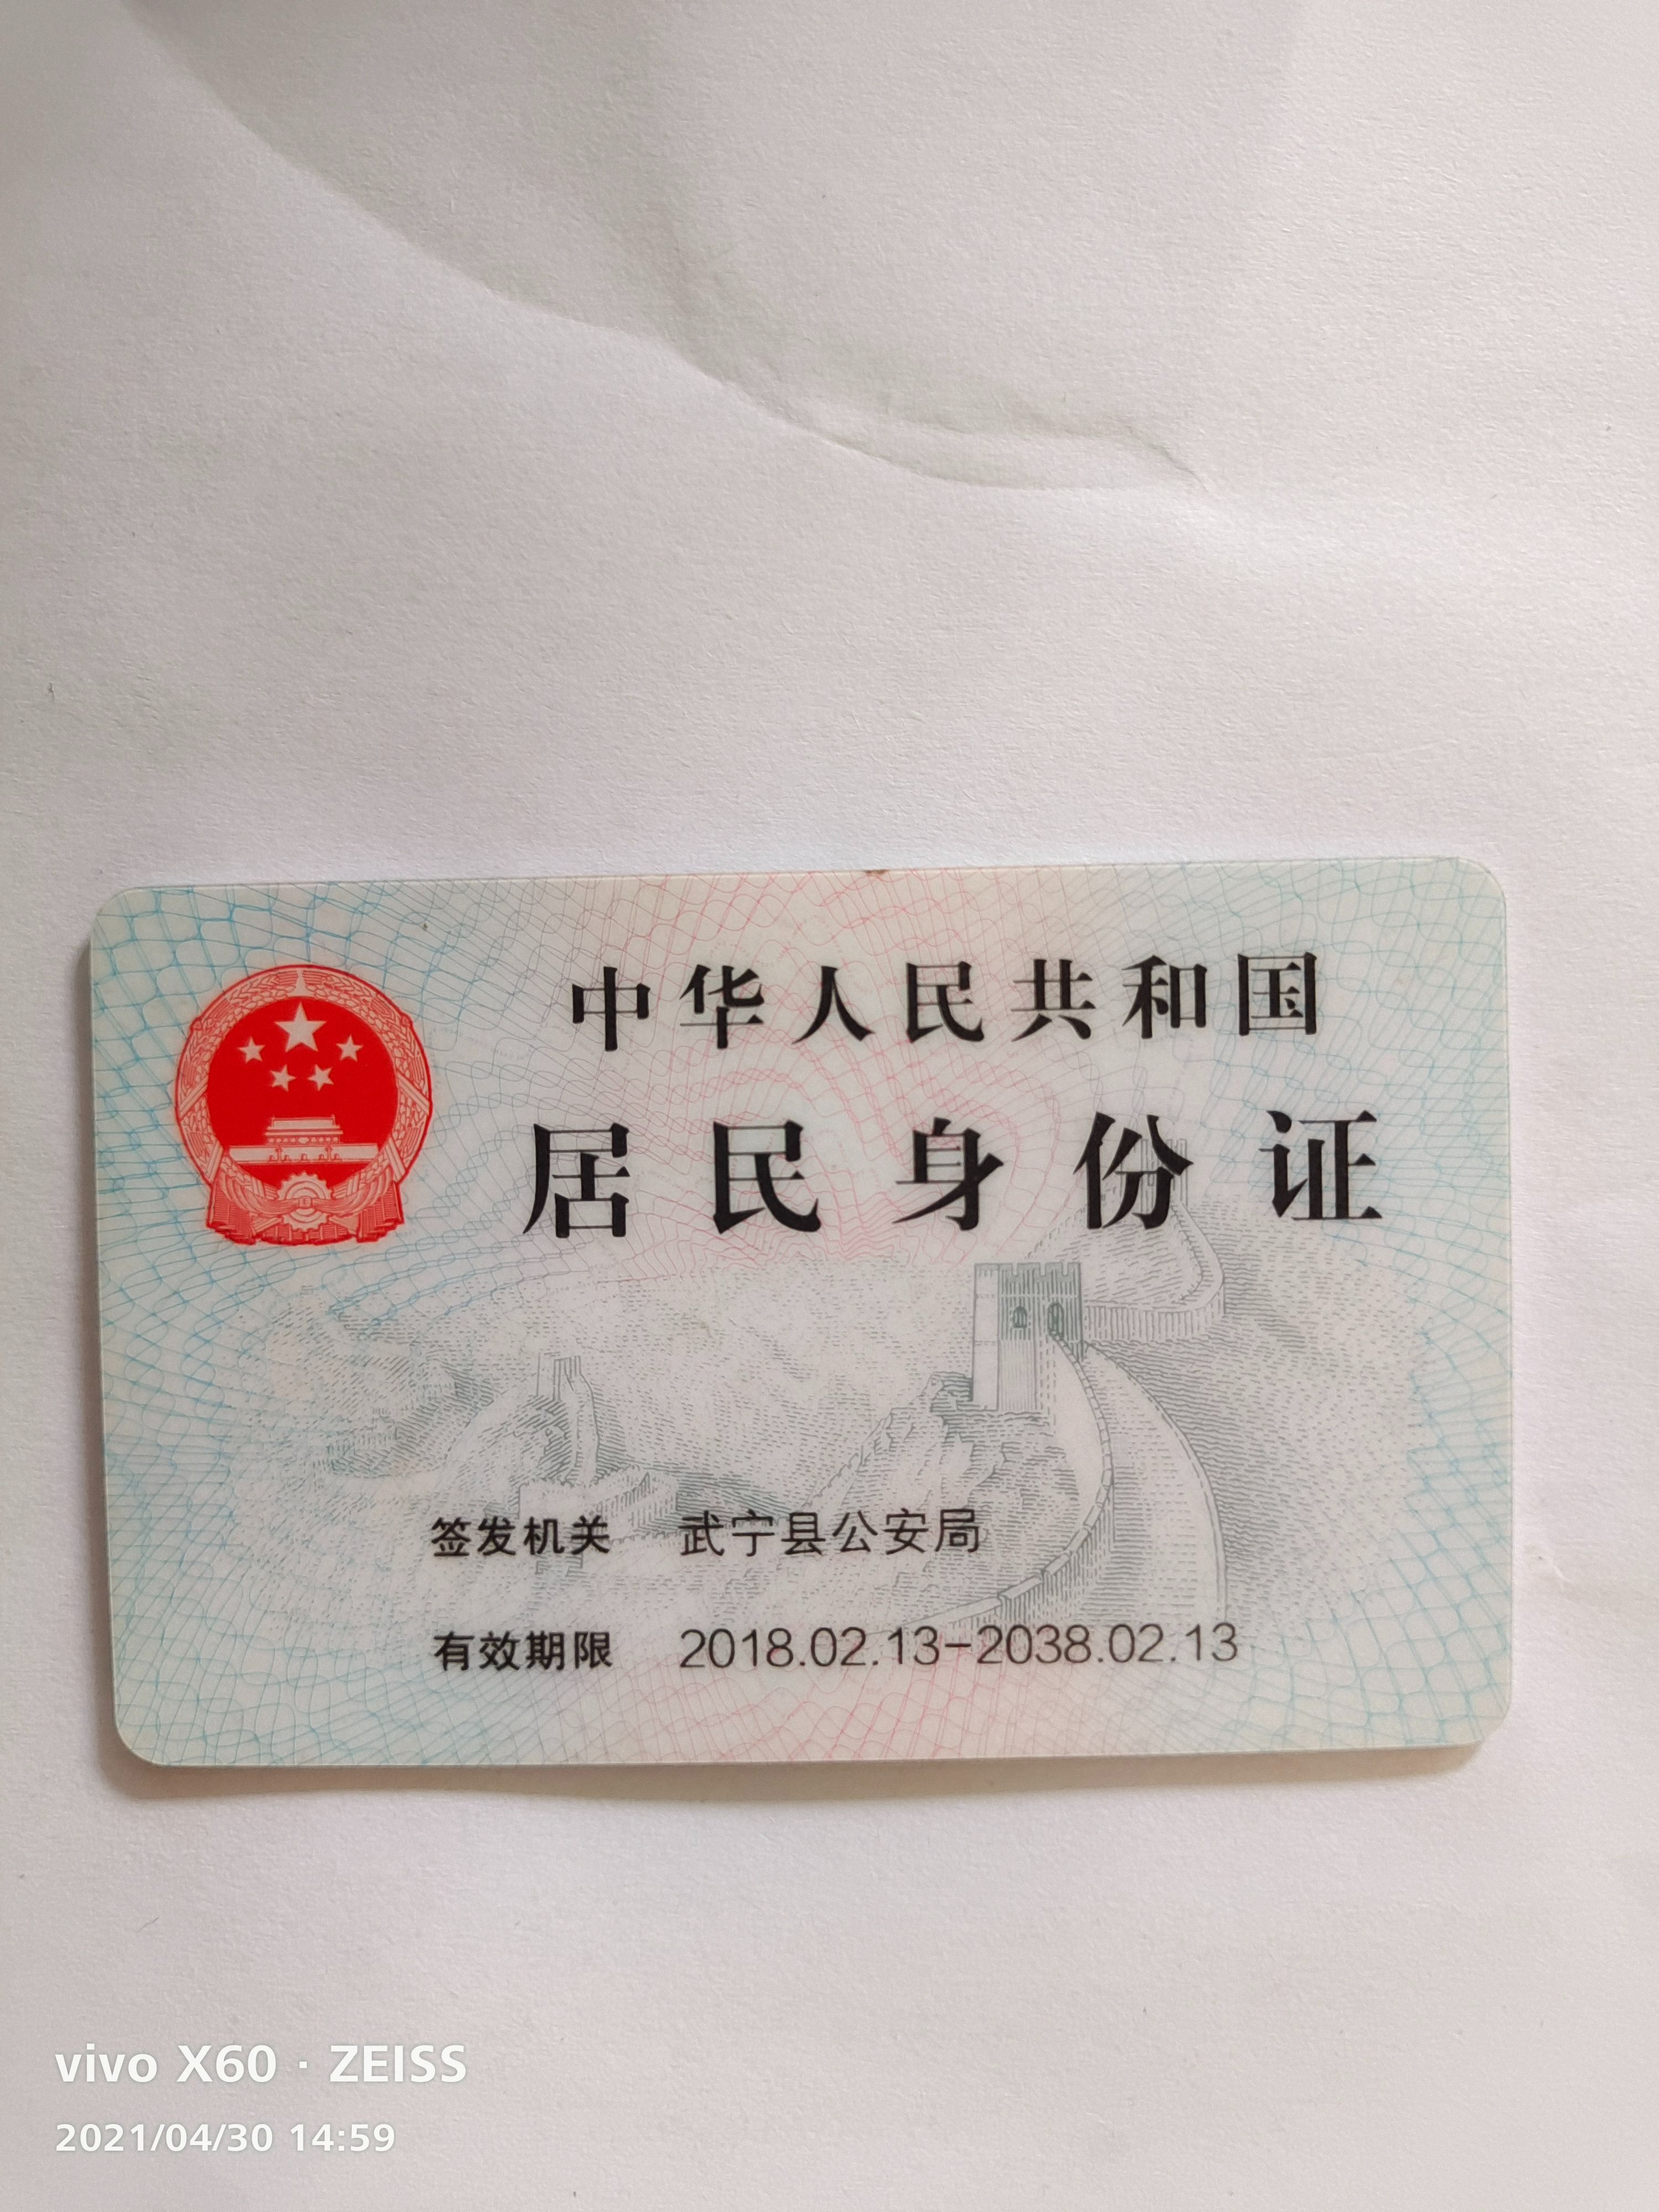 中华人民共和国
居民身份证
签发机关 武宁县公安局
有效期限 2018.02.13-2038.02.13
vivo X60 · ZEISS
2021/04/30 14:59